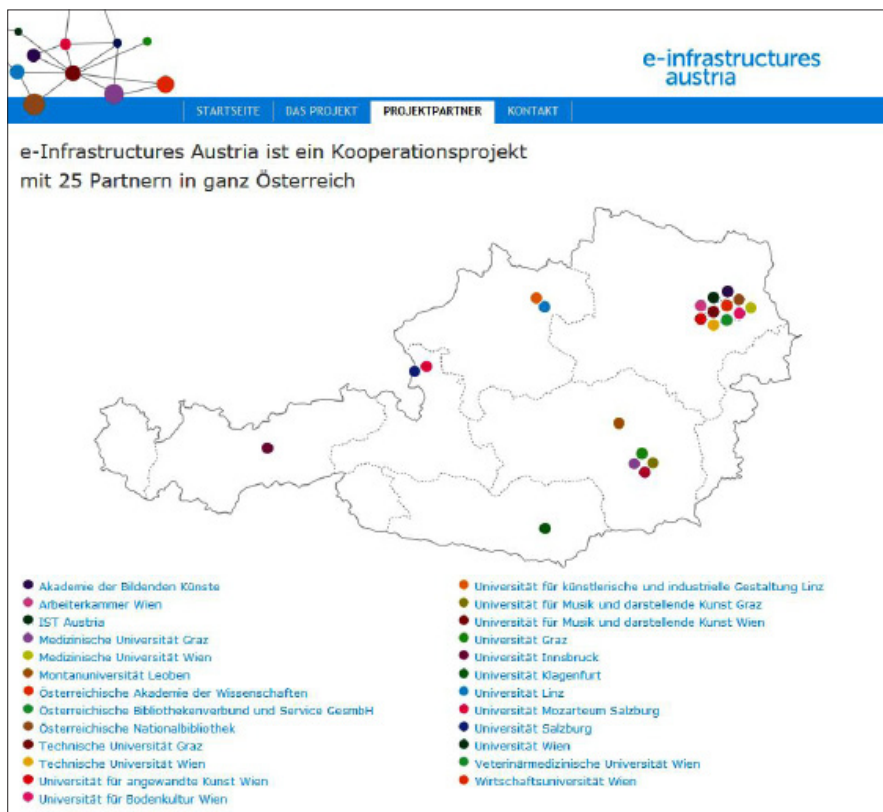 e-infrastructures
austria
STARTSEITE
DAS PROJEKT
PROJEKTPARTNER
KONTAKT
e-Infrastructures Austria ist ein Kooperationsprojekt
mit 25 Partnern in ganz Österreich
Akademie der Bildenden Künste
Arbeiterkammer Wien
IST Austria
Medizinische Universität Graz
Medizinische Universität Wien
Montanuniversität Leoben
Österreichische Akademie der Wissenschaften
Österreichische Bibliothekenverbund und Service GesmbH
Österreichische Nationalbibliothek
Technische Universität Graz
Technische Universität Wien
Universität für angewandte Kunst Wien
Universität für Bodenkultur Wien
Universität für künstlerische und industrielle Gestaltung Linz
Universität für Musik und darstellende Kunst Graz
Universität für Musik und darstellende Kunst Wien
Universität Graz
Universität Innsbruck
Universität Klagenfurt
Universität Linz
Universität Mozarteum Salzburg
Universität Salzburg
Universität Wien
Veterinärmedizinische Universität Wien
Wirtschaftsuniversität Wien